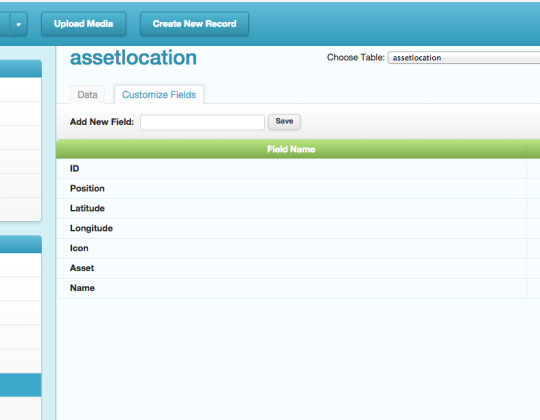 Upload Media
Create New Record
assetlocation
Choose Table: assetlocation
Data
Customize Fields
Add New Field:
Save
Field Name
ID
Position
Latitude
Longitude
Icon
Asset
Name